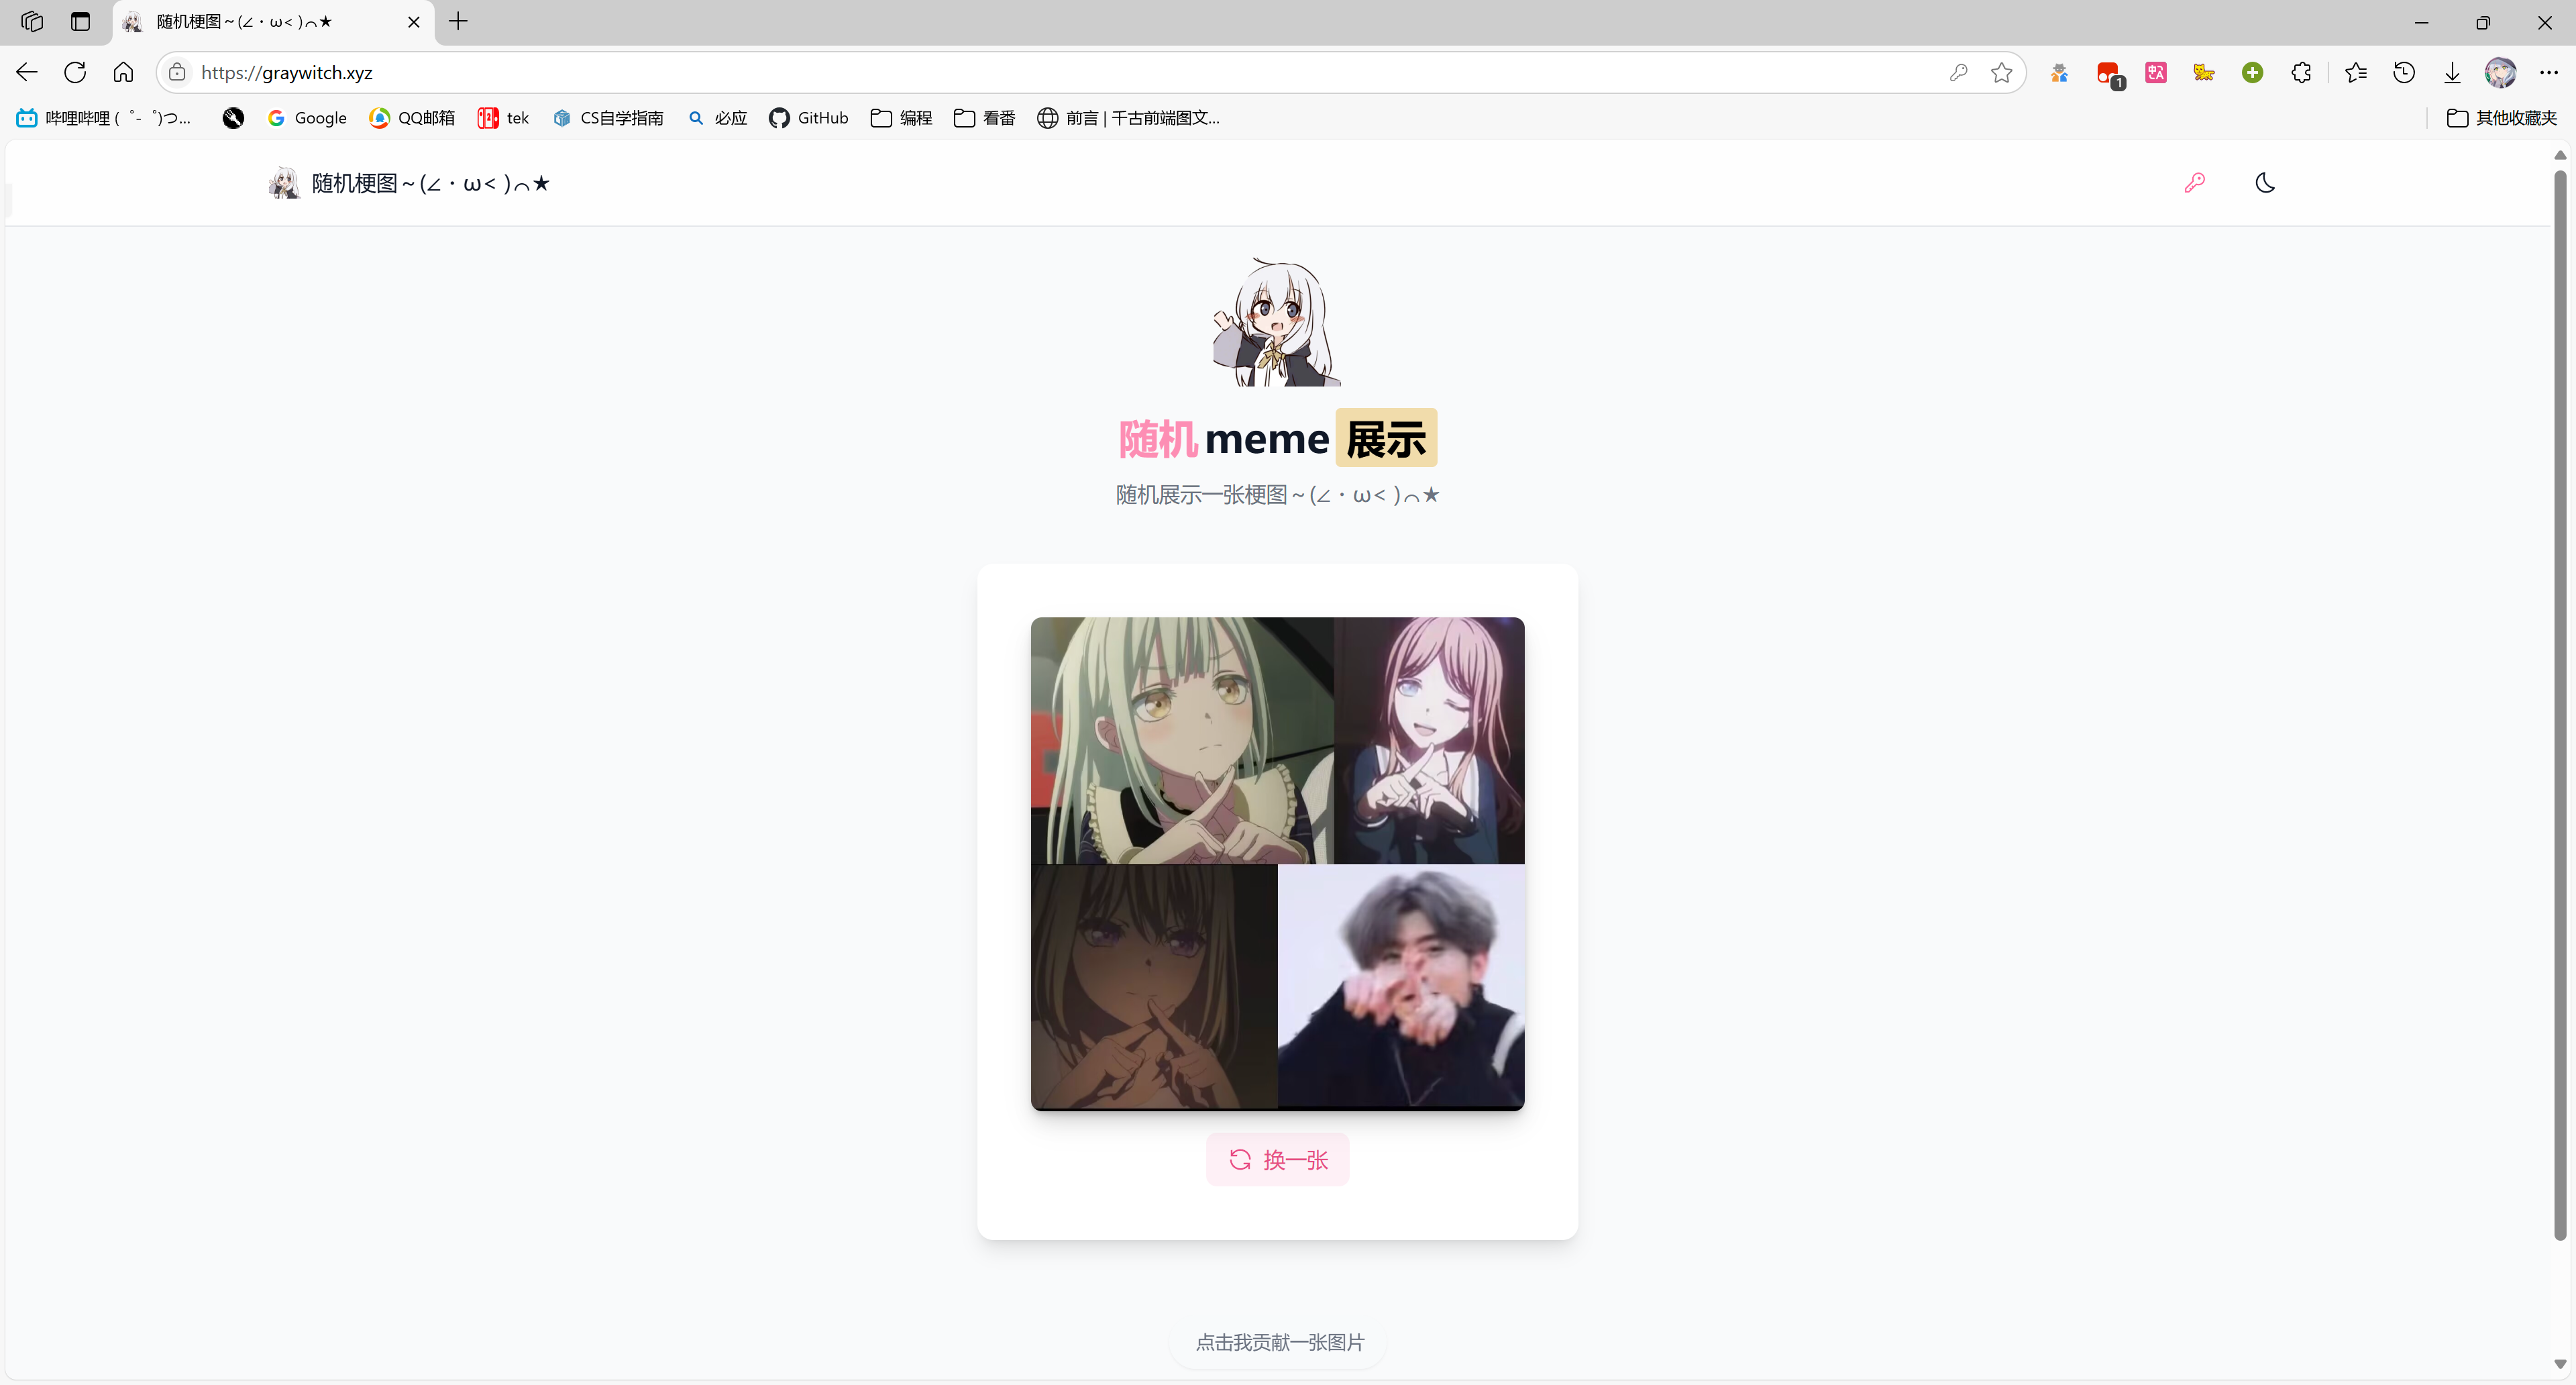 随机梗图～(∠・ω< )⌒★
https://graywitch.xyz
1
哔哩哔哩 (゜-゜)つ...
Google
QQ邮箱
tek
CS自学指南
必应
GitHub
编程
看番
前言 | 千古前端图文...
其他收藏夹
随机梗图～(∠・ω< )⌒★
随机 meme 展示
随机展示一张梗图～(∠・ω< )⌒★
换一张
点击我贡献一张图片